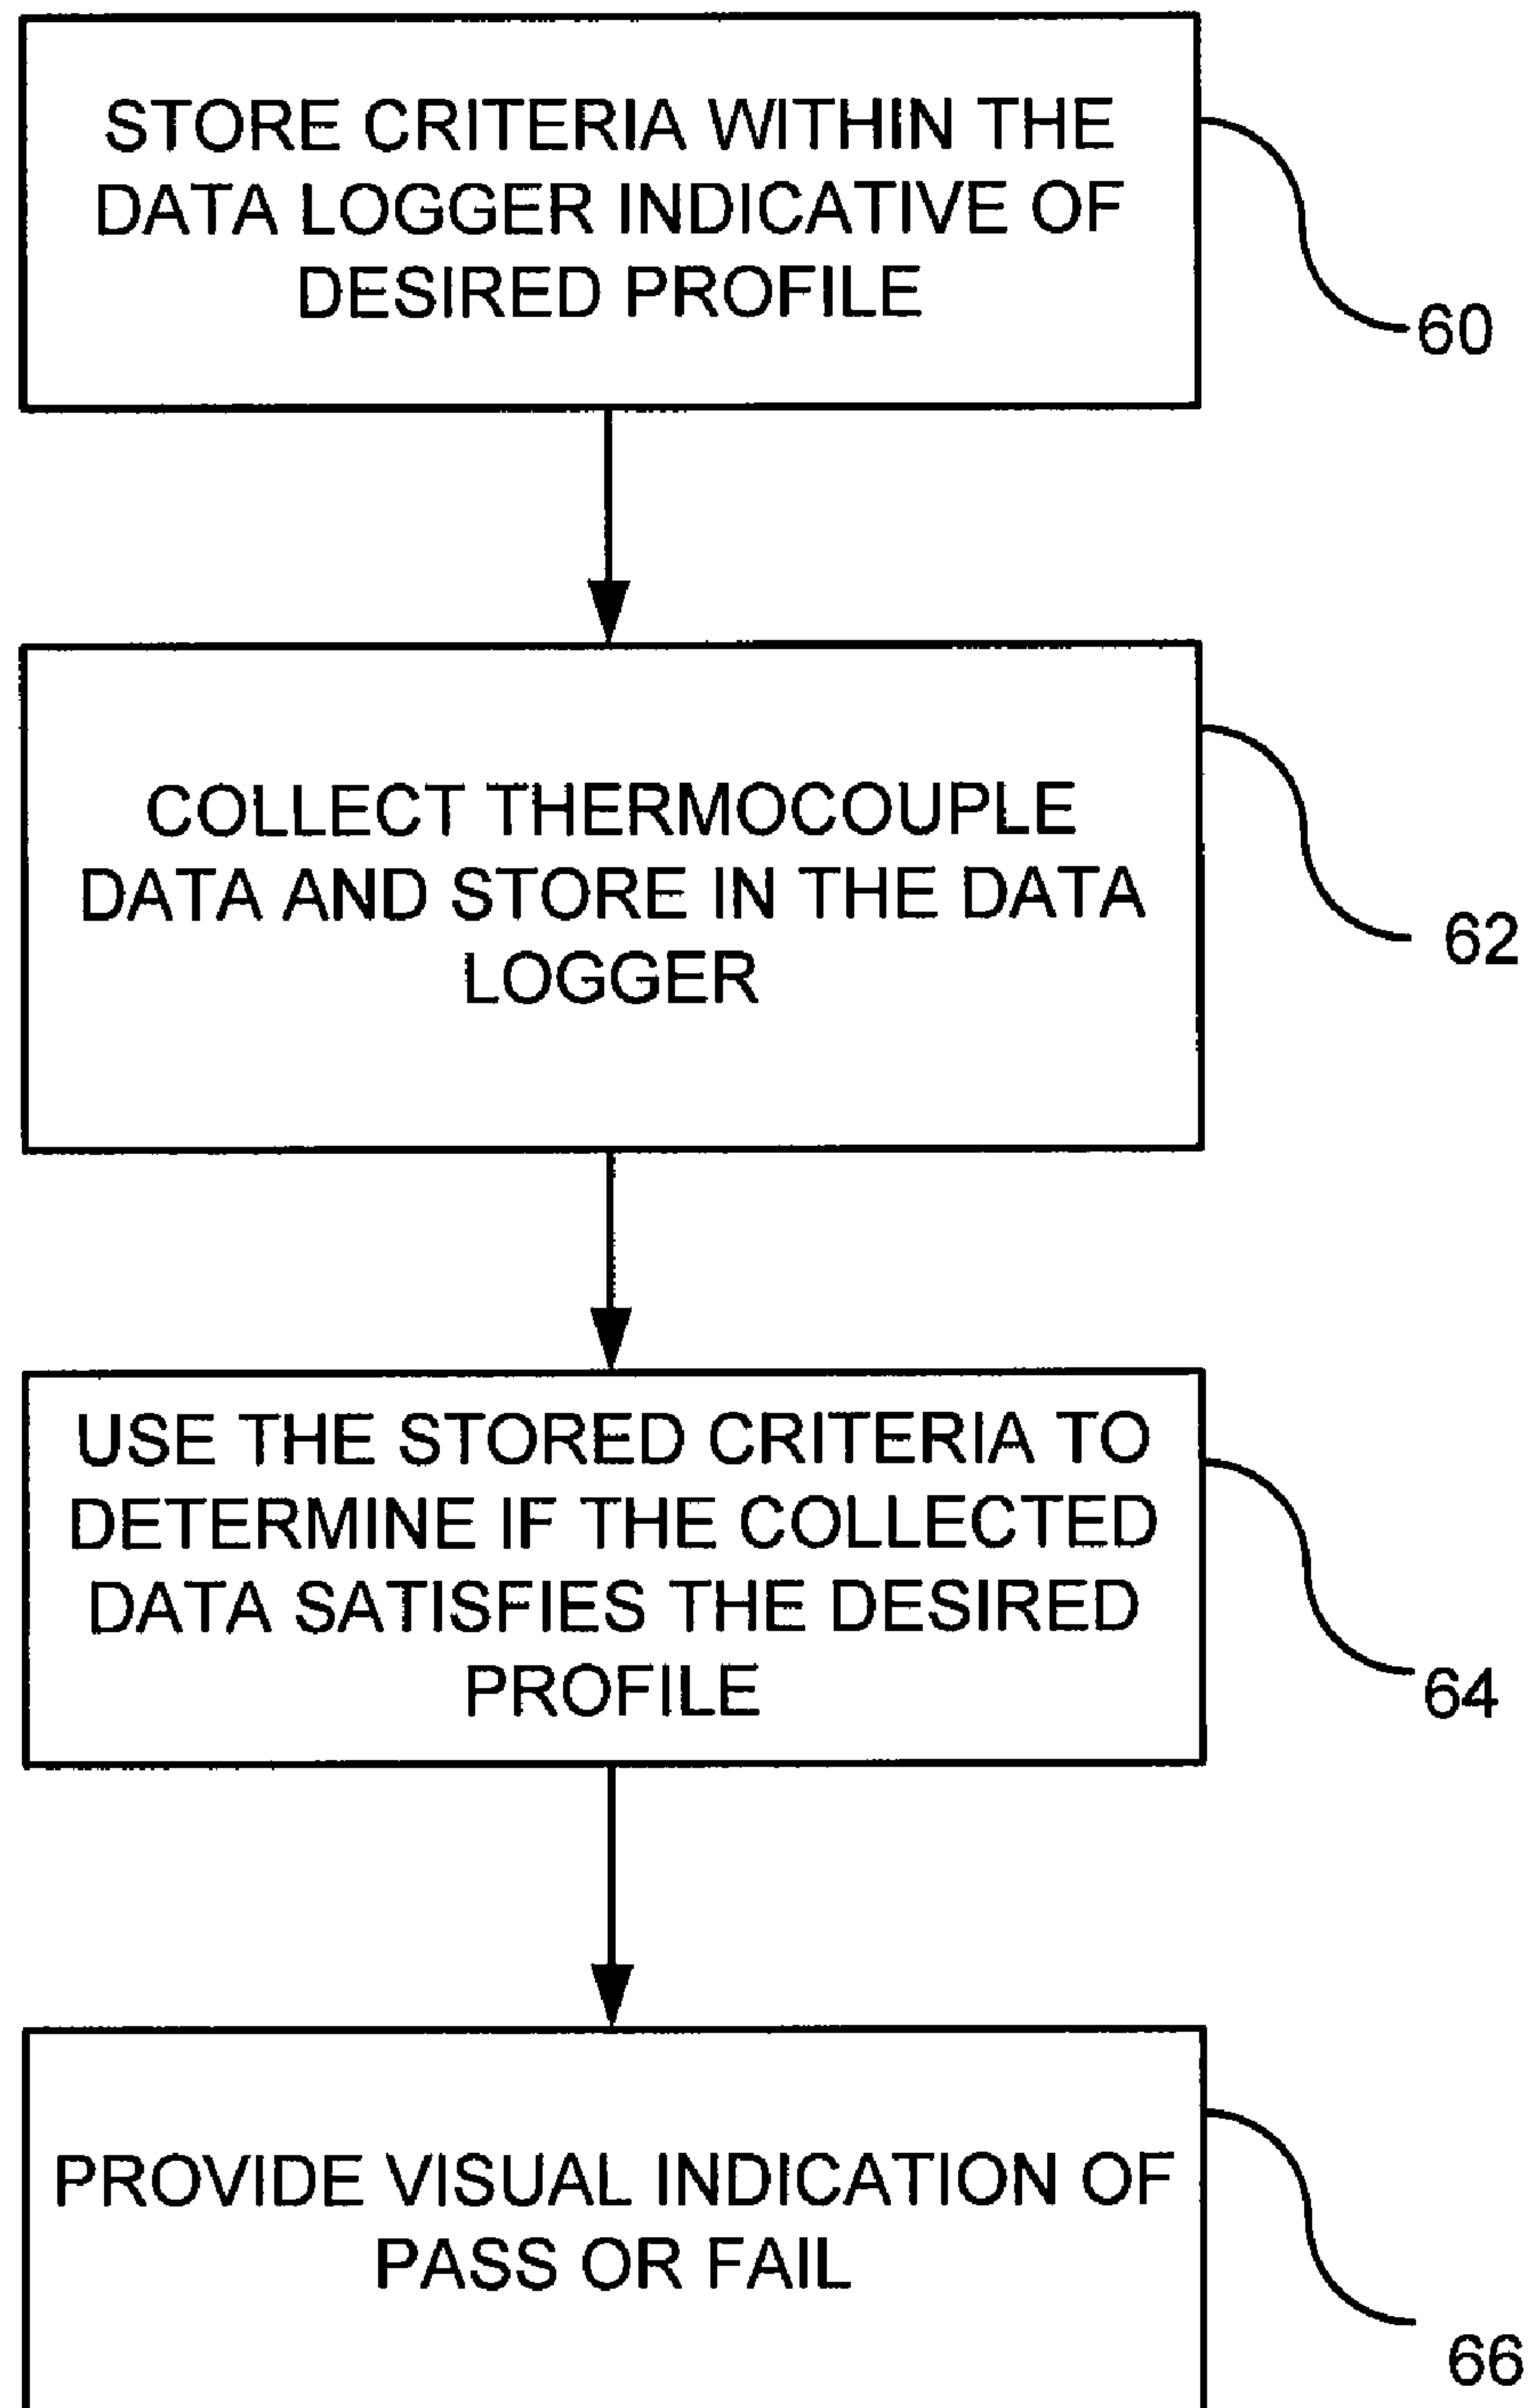 STORE CRITERIA WITHIN THE
DATA LOGGER INDICATIVE OF
DESIRED PROFILE
60
COLLECT THERMOCOUPLE
DATA AND STORE IN THE DATA
LOGGER
62
USE THE STORED CRITERIA TO
DETERMINE IF THE COLLECTED
DATA SATISFIES THE DESIRED
PROFILE
64
PROVIDE VISUAL INDICATION OF
PASS OR FAIL
66